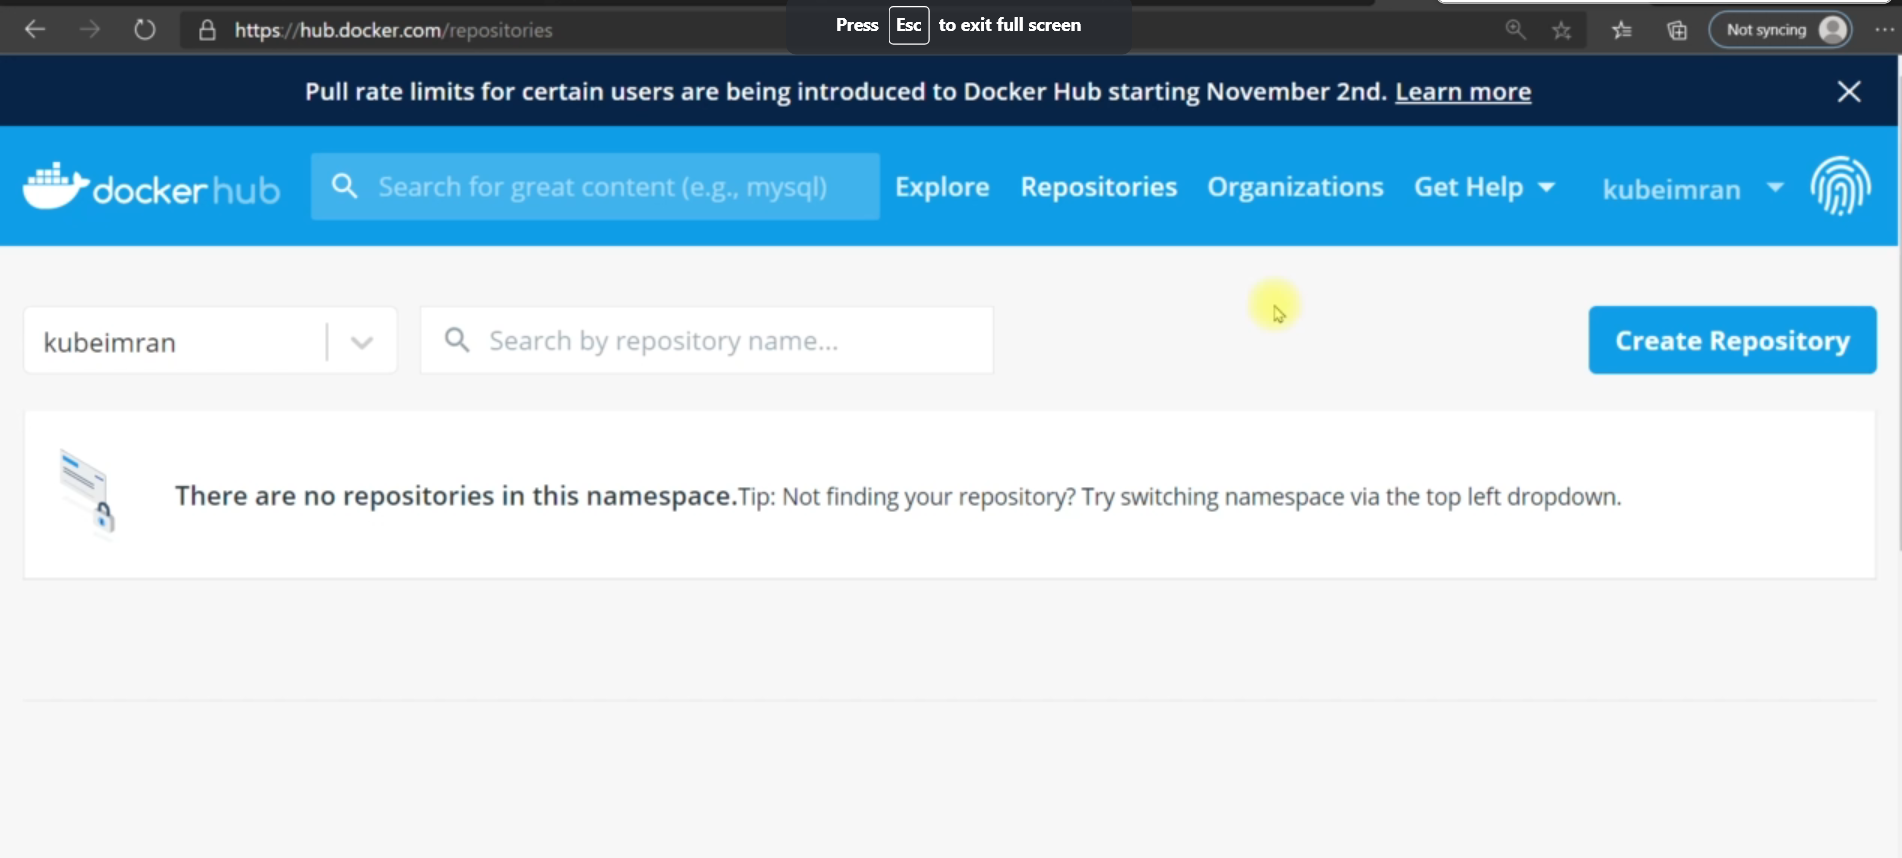 https://hub.docker.com/repositories
Press Esc to exit full screen
Not syncing
Pull rate limits for certain users are being introduced to Docker Hub starting November 2nd. Learn more
docker hub
Search for great content (e.g., mysql)
Explore
Repositories
Organizations
Get Help
kubeimran
kubeimran
Search by repository name...
Create Repository
There are no repositories in this namespace.Tip: Not finding your repository? Try switching namespace via the top left dropdown.